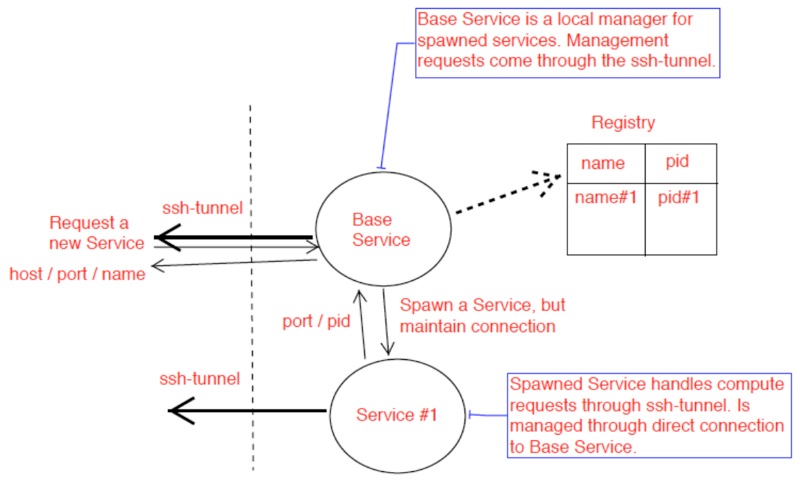 Base Service is a local manager for
spawned services. Management
requests come through the ssh-tunnel.
Registry
name
pid
name#1
pid#1
ssh-tunnel
Request a
new Service
host / port / name
Base
Service
port / pid
Spawn a Service, but
maintain connection
ssh-tunnel
Service #1
Spawned Service handles compute
requests through ssh-tunnel. Is
managed through direct connection
to Base Service.